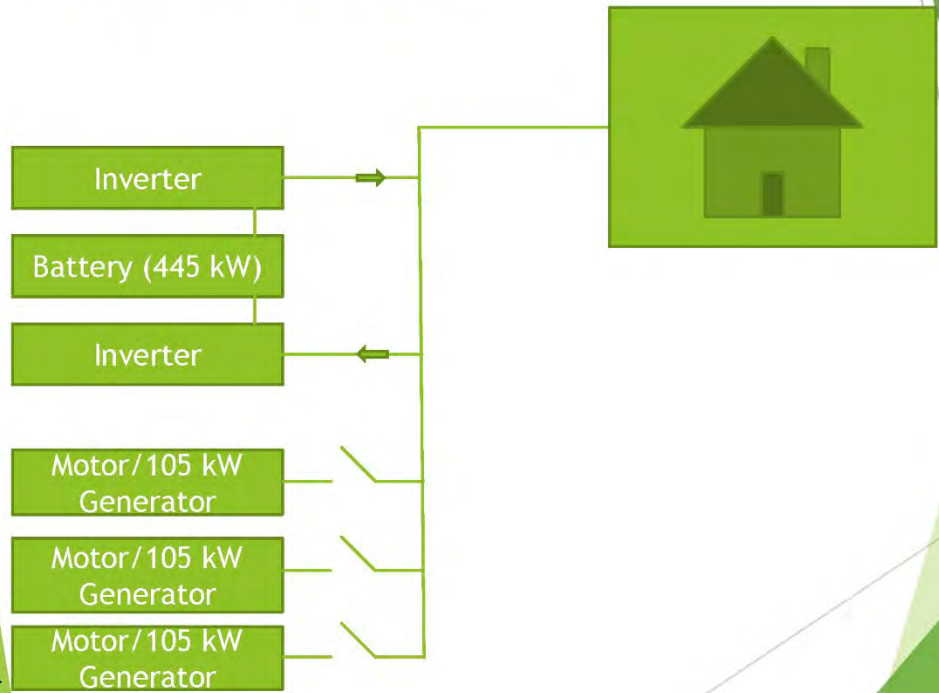 Inverter
Battery (445 kW)
Inverter
Motor/105 kW
Generator
Motor/105 kW
Generator
Motor/105 kW
Generator